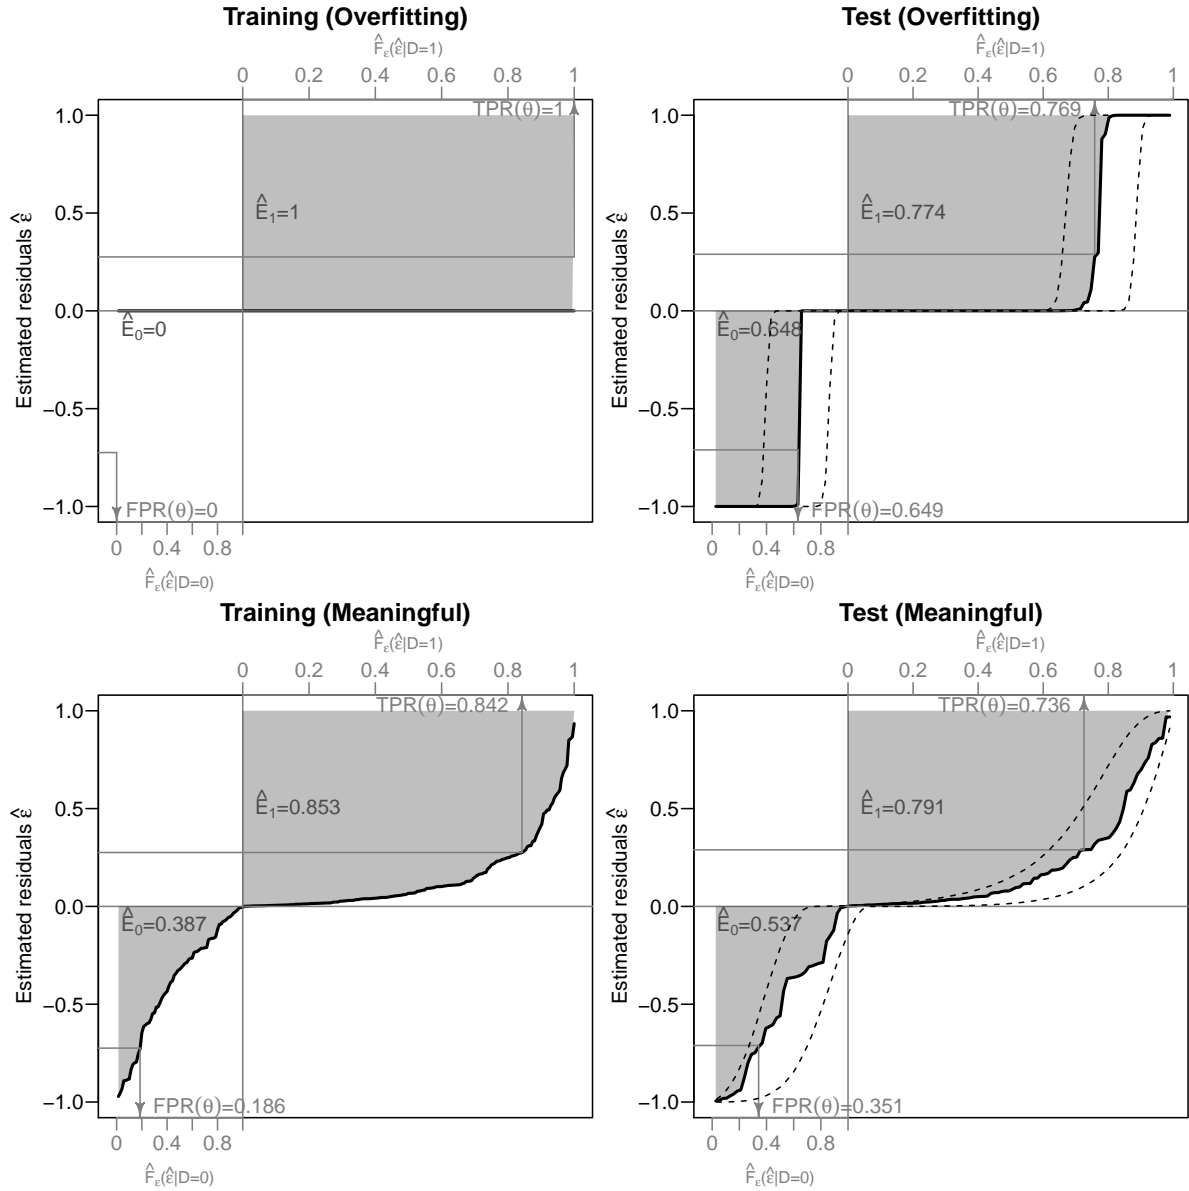 Training (Overfitting)
F̂ε(ε̂|D=1)
0 0.2 0.4 0.6 0.8 1
TPR(θ)=1
Ê1=1
Ê0=0
FPR(θ)=0
1.0
0.5
0.0
−0.5
−1.0
Estimated residuals ε̂
0 0.4 0.8
F̂ε(ε̂|D=0)
Test (Overfitting)
F̂ε(ε̂|D=1)
0 0.2 0.4 0.6 0.8 1
TPR(θ)=0.769
Ê1=0.774
Ê0=0.648
FPR(θ)=0.649
1.0
0.5
0.0
−0.5
−1.0
Estimated residuals ε̂
0 0.4 0.8
F̂ε(ε̂|D=0)
Training (Meaningful)
F̂ε(ε̂|D=1)
0 0.2 0.4 0.6 0.8 1
TPR(θ)=0.842
Ê1=0.853
Ê0=0.387
FPR(θ)=0.186
1.0
0.5
0.0
−0.5
−1.0
Estimated residuals ε̂
0 0.4 0.8
F̂ε(ε̂|D=0)
Test (Meaningful)
F̂ε(ε̂|D=1)
0 0.2 0.4 0.6 0.8 1
TPR(θ)=0.736
Ê1=0.791
Ê0=0.537
FPR(θ)=0.351
1.0
0.5
0.0
−0.5
−1.0
Estimated residuals ε̂
0 0.4 0.8
F̂ε(ε̂|D=0)